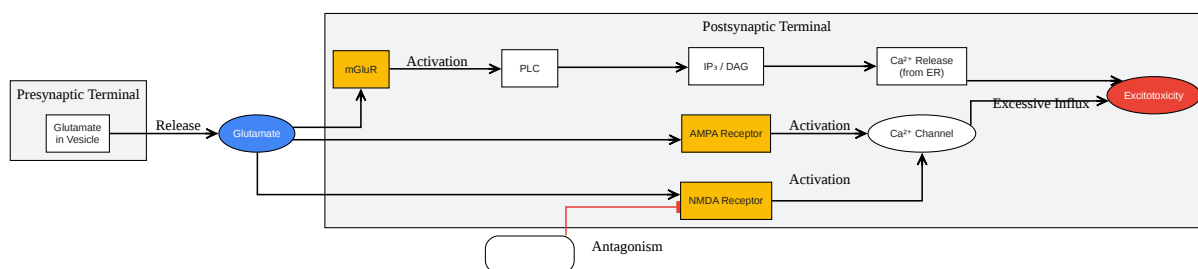 Postsynaptic Terminal
mGluR
Activation
PLC
IP₃ / DAG
Ca²⁺ Release
(from ER)
Excitotoxicity
Presynaptic Terminal
Glutamate
in Vesicle
Release
Glutamate
AMPA Receptor
Activation
Ca²⁺ Channel
Excessive Influx
NMDA Receptor
Activation
Antagonism